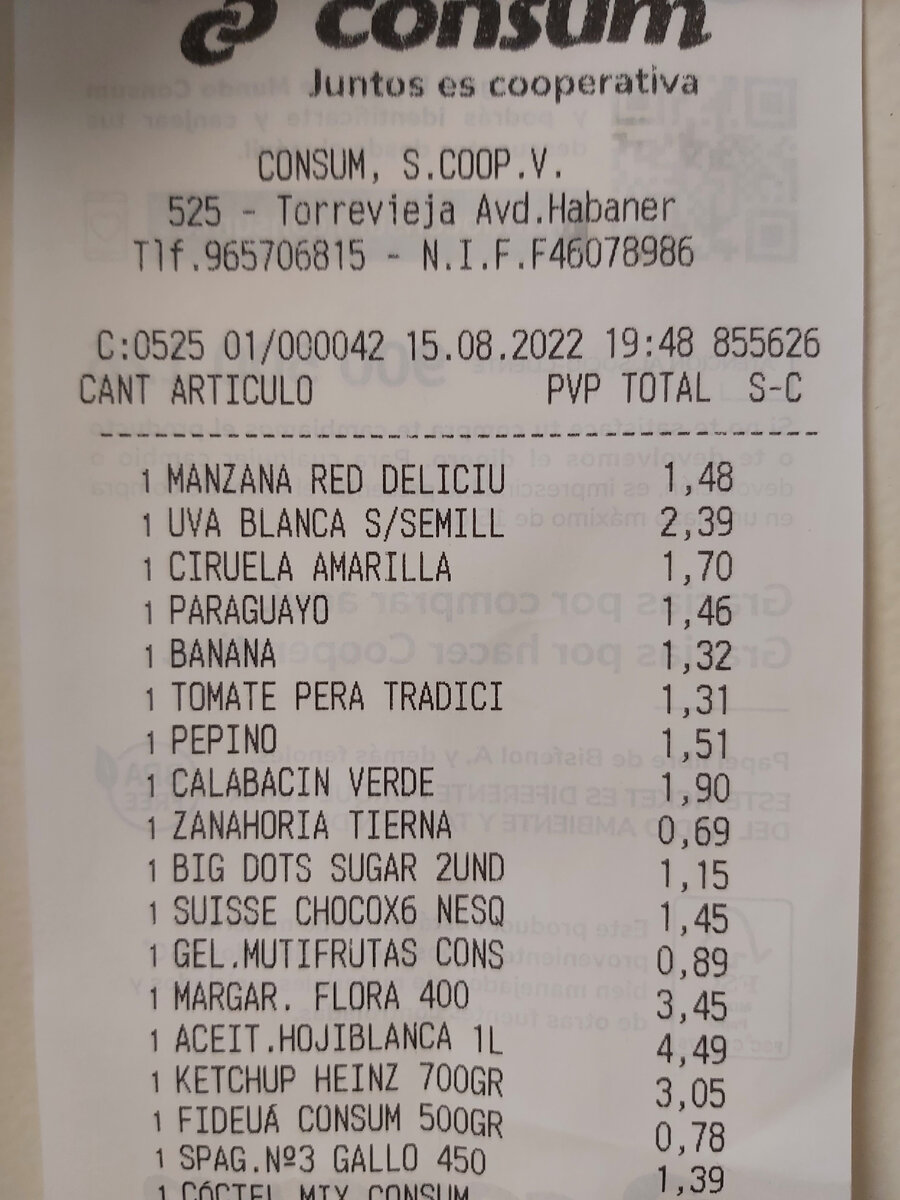 consum
Juntos es cooperativa
CONSUM, S.COOP.V.
525 - Torrevieja Avd.Habaner
Tlf.965706815 - N.I.F.F46078986
C:0525 01/000042 15.08.2022 19:48 855626
CANT ARTICULO PVP TOTAL S-C
1 MANZANA RED DELICIU 1,48
1 UVA BLANCA S/SEMILL 2,39
1 CIRUELA AMARILLA 1,70
1 PARAGUAYO 1,46
1 BANANA 1,32
1 TOMATE PERA TRADICI 1,31
1 PEPINO 1,51
1 CALABACIN VERDE 1,90
1 ZANAHORIA TIERNA 0,69
1 BIG DOTS SUGAR 2UND 1,15
1 SUISSE CHOCOX6 NESQ 1,45
1 GEL.MUTIFRUTAS CONS 0,89
1 MARGAR. FLORA 400 3,45
1 ACEIT.HOJIBLANCA 1L 4,49
1 KETCHUP HEINZ 700GR 3,05
1 FIDEUÁ CONSUM 500GR 0,78
1 SPAG.Nº3 GALLO 450 1,39
1 CÓCTEL MIX CONSUM